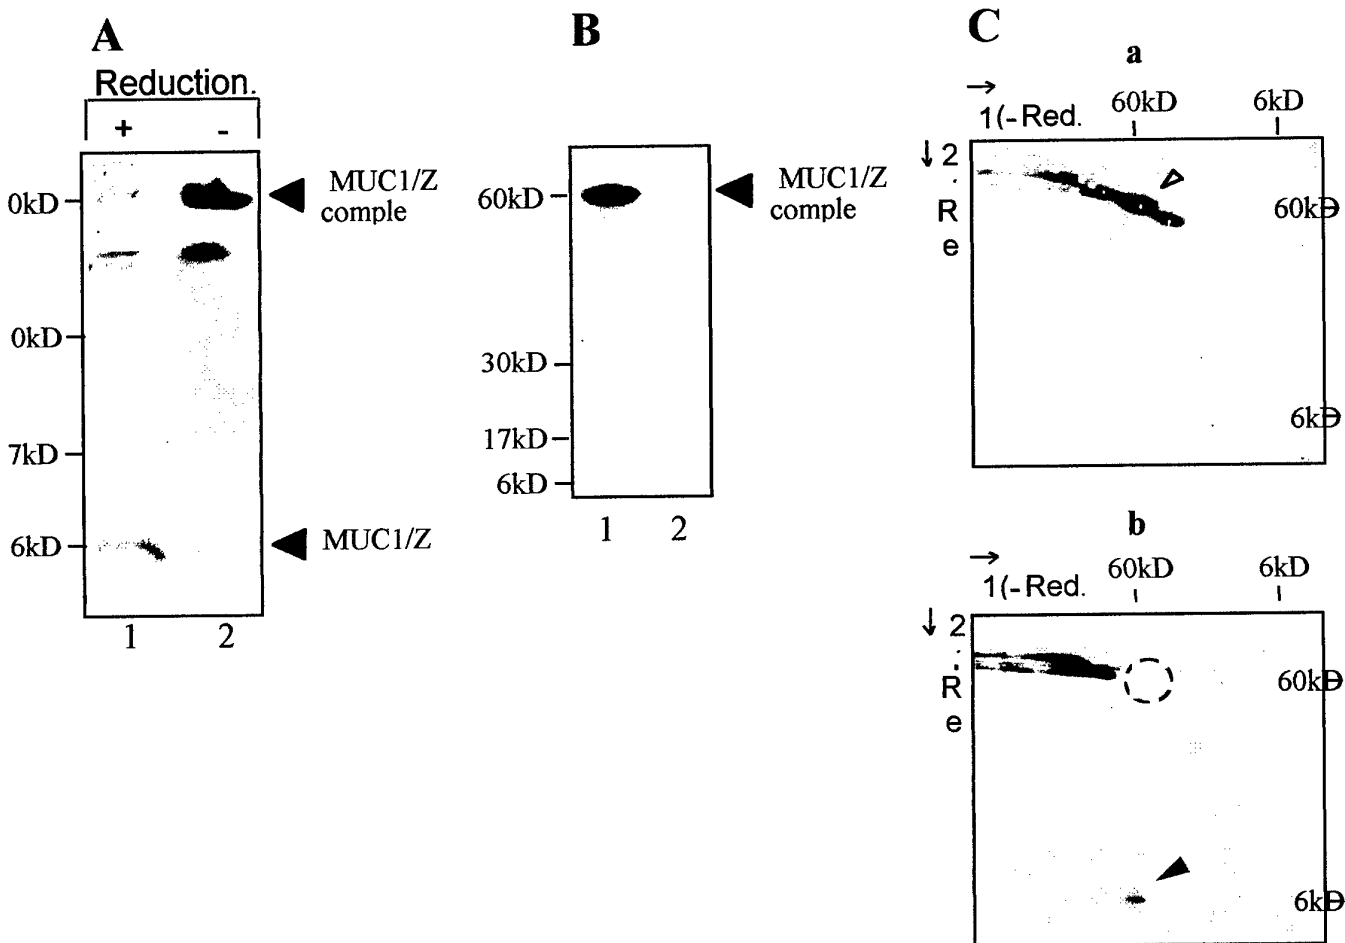 A
Reduction.
+ -
0kD
MUC1/Z
comple
0kD
7kD
6kD
MUC1/Z
1 2
B
60kD
MUC1/Z
comple
30kD
17kD
6kD
1 2
C
a
→
1(-Red.
60kD
6kD
↓ 2
.
R
e
60kD
6kD
b
→
1(-Red.
60kD
6kD
↓ 2
.
R
e
60kD
6kD